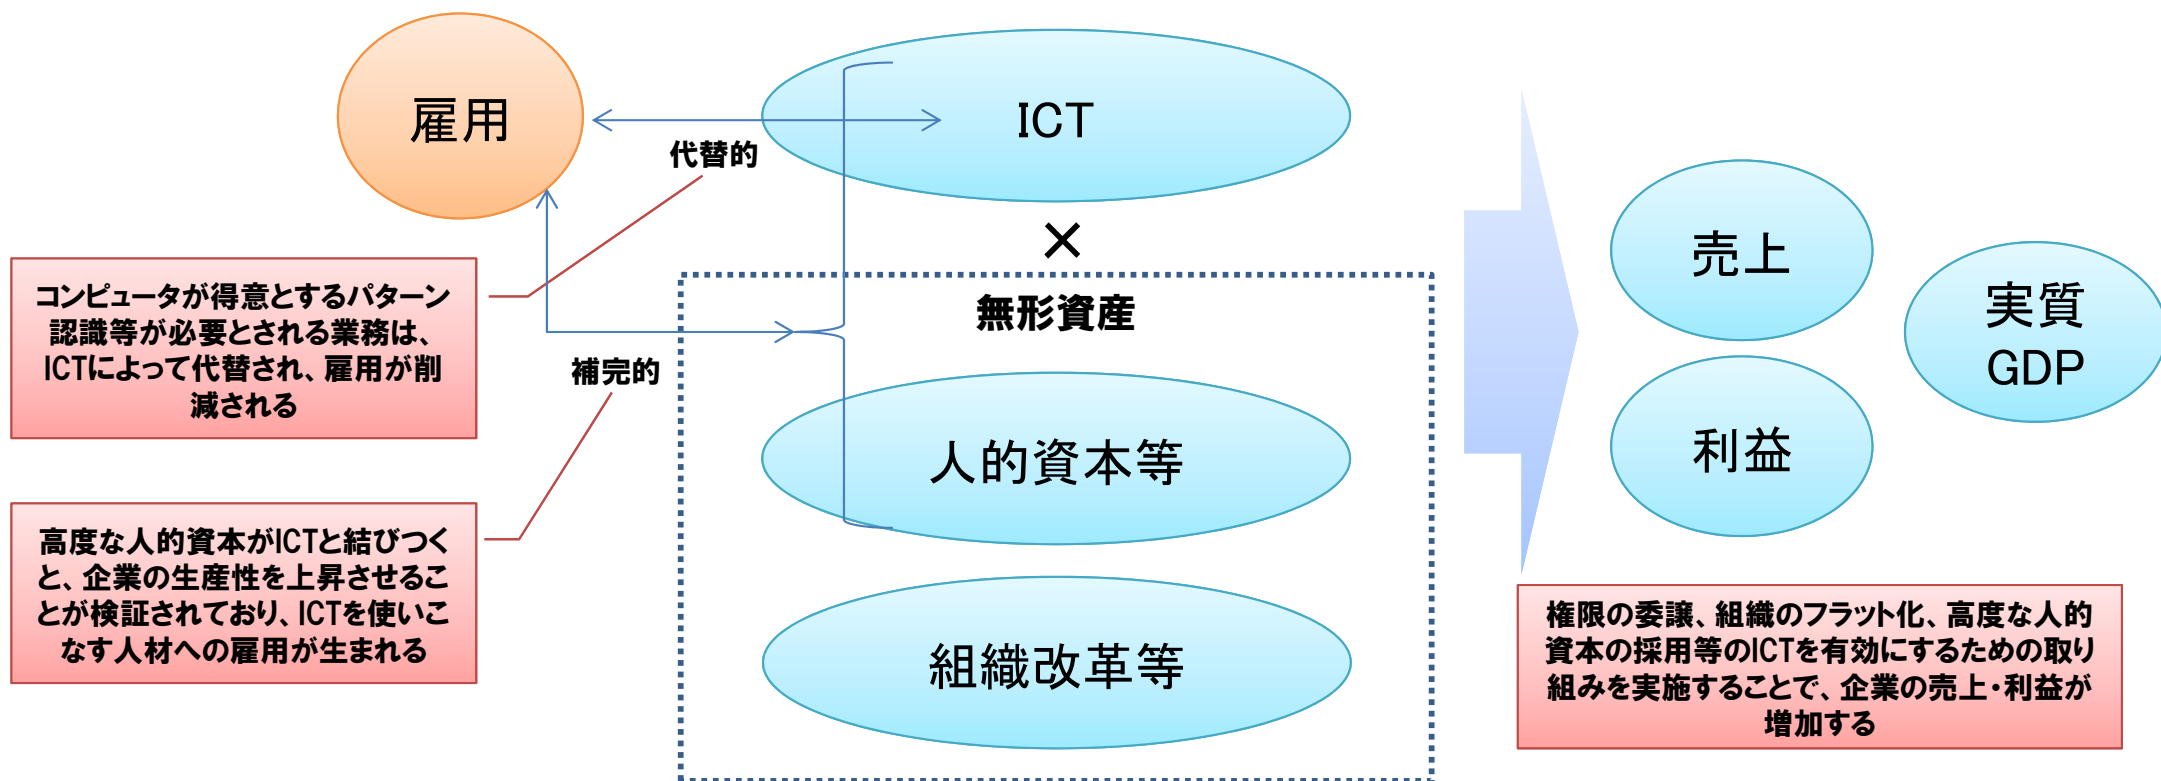 雇用
ICT
代替的
×
無形資産
コンピュータが得意とするパターン
認識等が必要とされる業務は、
ICTによって代替され、雇用が削
減される
補完的
人的資本等
高度な人的資本がICTと結びつく
と、企業の生産性を上昇させるこ
とが検証されており、ICTを使いこ
なす人材への雇用が生まれる
組織改革等
売上
利益
実質
GDP
権限の委譲、組織のフラット化、高度な人的
資本の採用等のICTを有効にするための取り
組みを実施することで、企業の売上・利益が
増加する